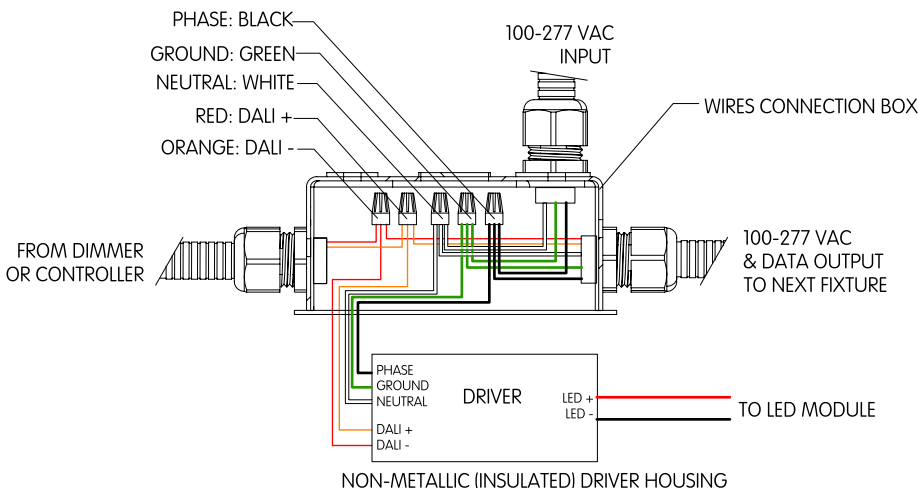 PHASE: BLACK
GROUND: GREEN
NEUTRAL: WHITE
RED: DALI +
ORANGE: DALI -
100-277 VAC
INPUT
WIRES CONNECTION BOX
FROM DIMMER
OR CONTROLLER
100-277 VAC
& DATA OUTPUT
TO NEXT FIXTURE
PHASE
GROUND
NEUTRAL
DALI +
DALI -
DRIVER
LED +
LED -
TO LED MODULE
NON-METALLIC (INSULATED) DRIVER HOUSING